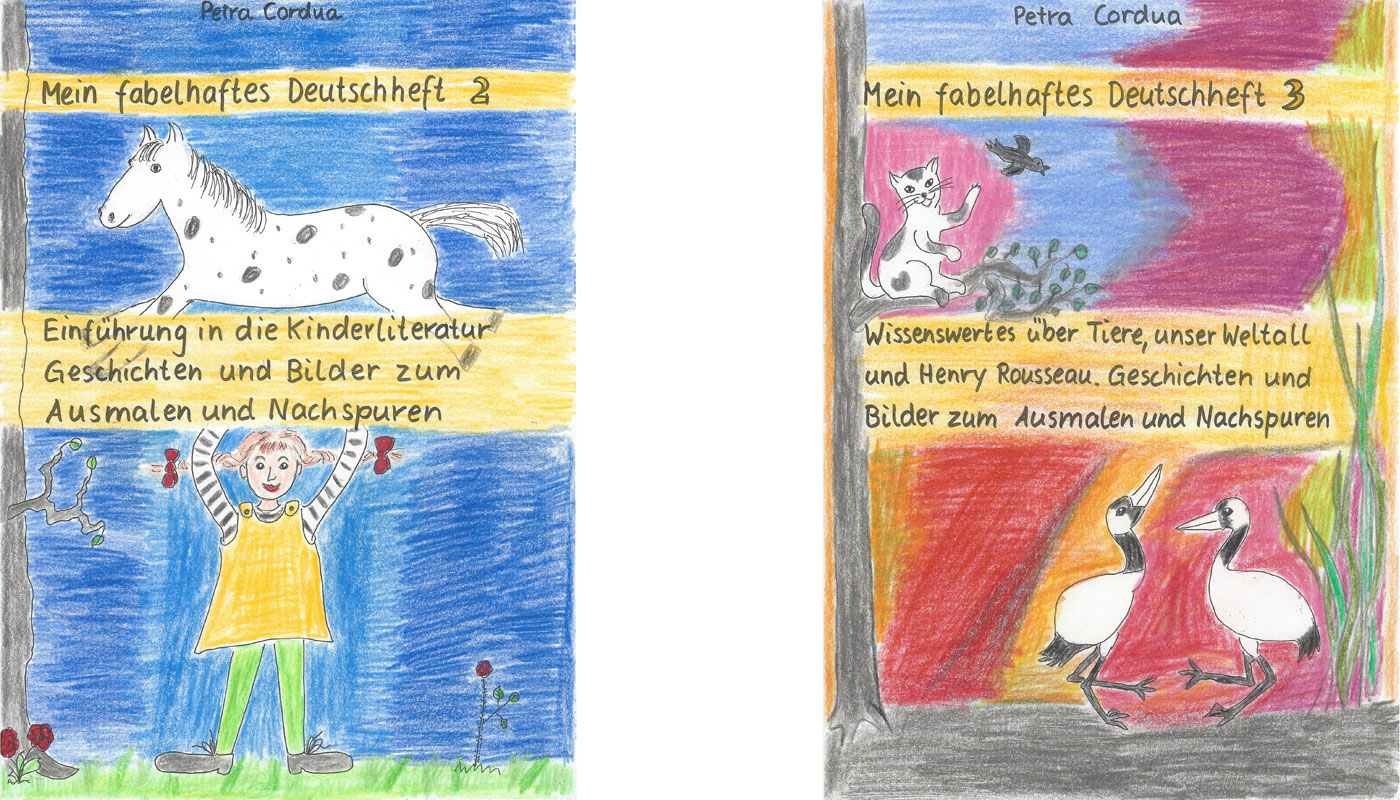 Petra Cordua
Mein fabelhaftes Deutschheft 2
Einführung in die Kinderliteratur
Geschichten und Bilder zum
Ausmalen und Nachspuren
Petra Cordua
Mein fabelhaftes Deutschheft 3
Wissenswertes über Tiere, unser Weltall
und Henry Rousseau. Geschichten und
Bilder zum Ausmalen und Nachspuren